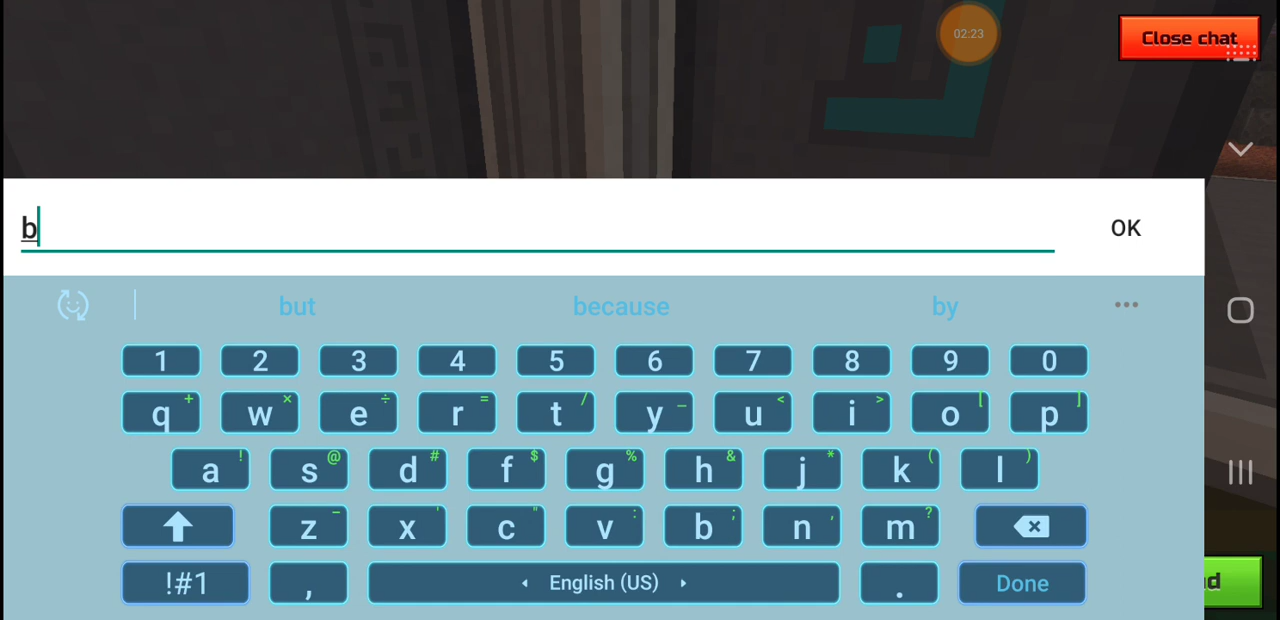 02:23
Close chat
b
OK
but because by
1 2 3 4 5 6 7 8 9 0
q + w × e ÷ r = t / y _ u < i > o [ p ]
a ! s @ d # f $ g % h & j * k ( l )
z - x ' c " v : b ; n , m ?
!#1 , English (US) . Done